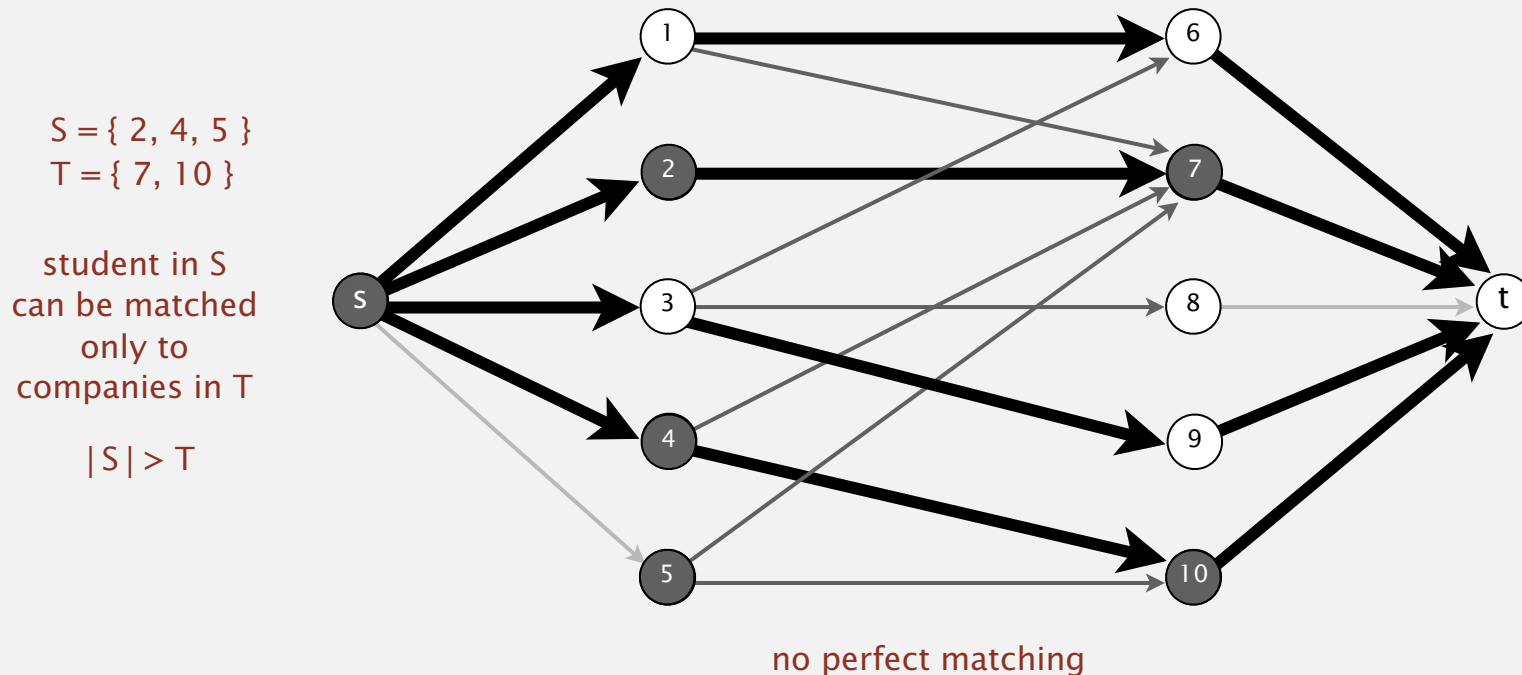 S = { 2, 4, 5 }
T = { 7, 10 }
student in S
can be matched
only to
companies in T
| S | > T
s
1
2
3
4
5
6
7
8
9
10
t
no perfect matching